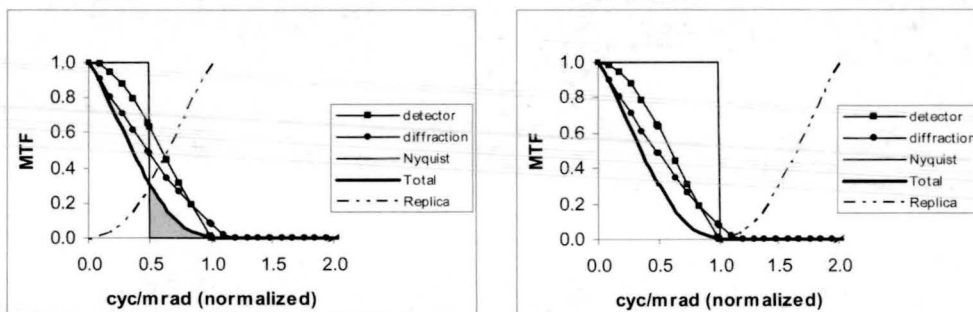 1.0
0.8
0.6
0.4
0.2
0.0
MTF
0.0 0.5 1.0 1.5 2.0
cyc/mrad (normalized)
detector
diffraction
Nyquist
Total
Replica
1.0
0.8
0.6
0.4
0.2
0.0
MTF
0.0 0.5 1.0 1.5 2.0
cyc/mrad (normalized)
detector
diffraction
Nyquist
Total
Replica